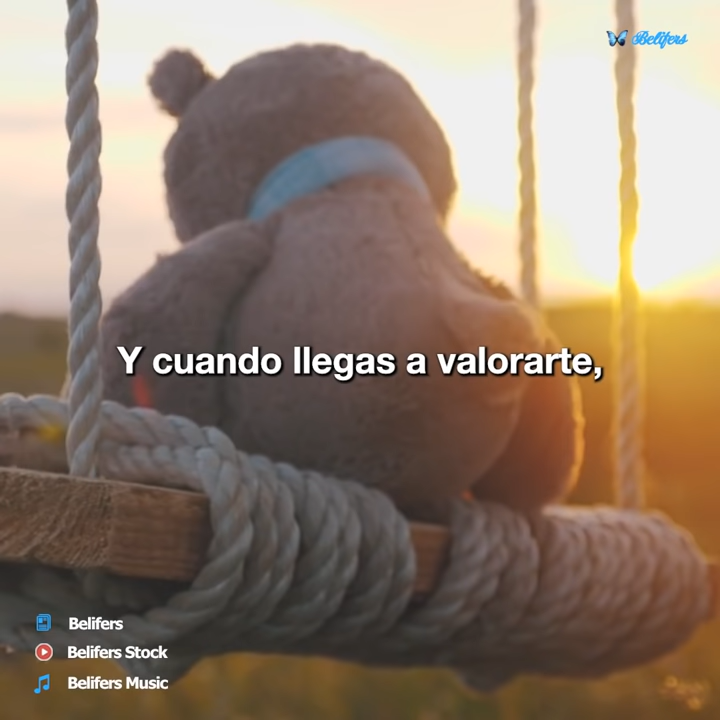 Belifers
Y cuando llegas a valorarte,
Belifers
Belifers Stock
Belifers Music